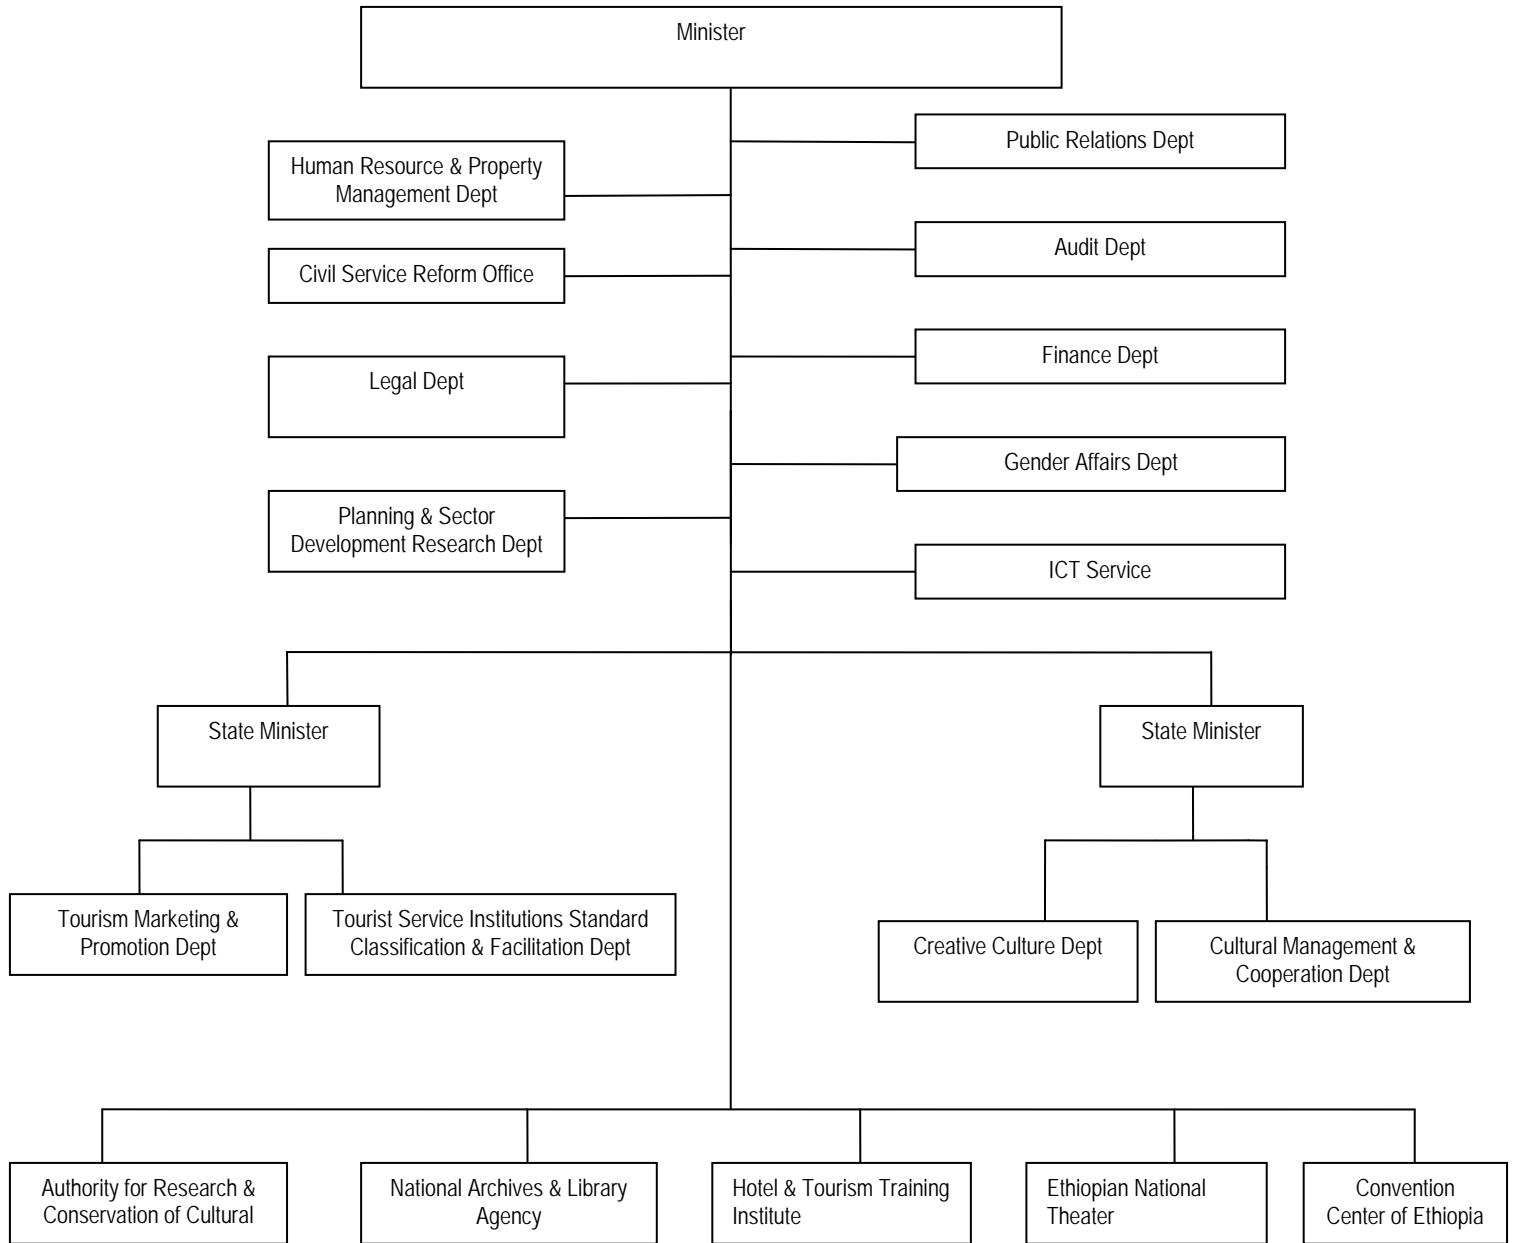 Minister
Public Relations Dept
Human Resource & Property
Management Dept
Audit Dept
Civil Service Reform Office
Finance Dept
Legal Dept
Gender Affairs Dept
Planning & Sector
Development Research Dept
ICT Service
State Minister
State Minister
Tourism Marketing &
Promotion Dept
Tourist Service Institutions Standard
Classification & Facilitation Dept
Creative Culture Dept
Cultural Management &
Cooperation Dept
Authority for Research &
Conservation of Cultural
National Archives & Library
Agency
Hotel & Tourism Training
Institute
Ethiopian National
Theater
Convention
Center of Ethiopia